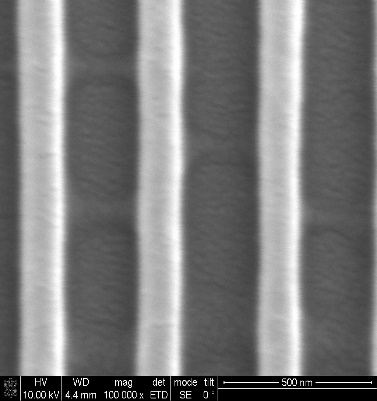 HV WD mag det mode tilt
10.00 kV 4.4 mm 100 000 x ETD SE 0 ° 500 nm